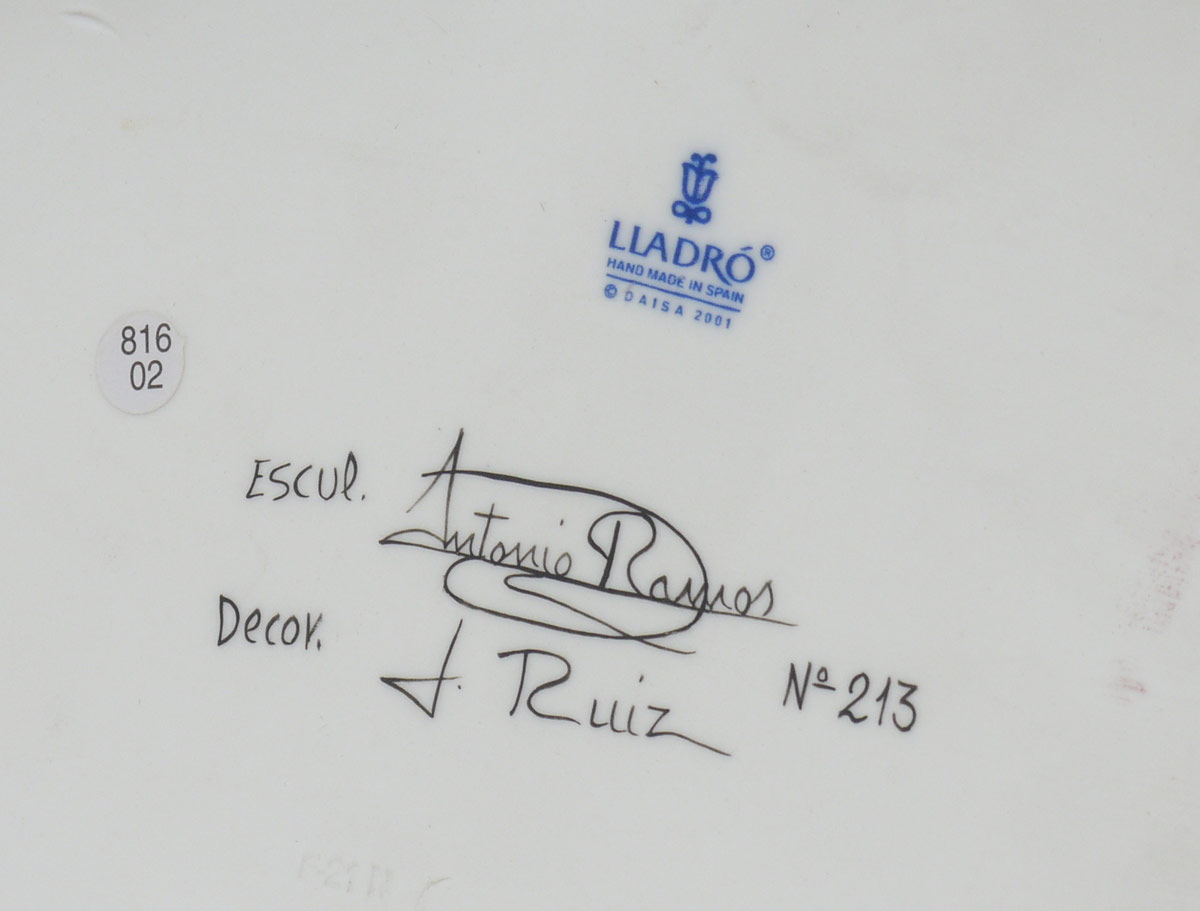 LLADRÓ®
HAND MADE IN SPAIN
© DAISA 2001
816
02
Escul. Antonio Ramos
Decor. J. Ruiz
Nº 213